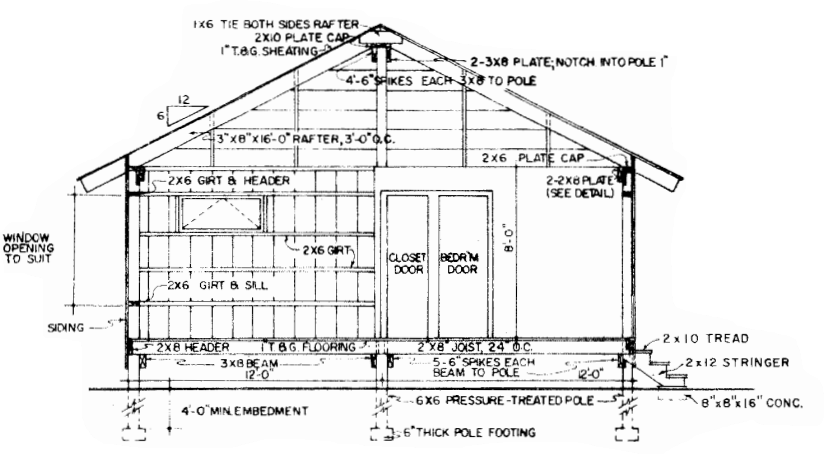 1X6 TIE BOTH SIDES RAFTER
2X10 PLATE CAP
1" T.&G. SHEATING
2-3X8 PLATE; NOTCH INTO POLE 1"
4'-6" SPIKES EACH 3X8 TO POLE
12
6
3"X8"X16'-0" RAFTER, 3'-0" O.C.
2X6 PLATE CAP
2X6 GIRT & HEADER
2-2X8 PLATE
(SEE DETAIL)
WINDOW
OPENING
TO SUIT
2X6 GIRT
CLOSET
DOOR
BEDR'M
DOOR
8'-0"
2X6 GIRT & SILL
SIDING
2X8 HEADER
1" T.&G. FLOORING
2"X8" JOIST, 24" O.C.
2X10 TREAD
3X8 BEAM
5-6" SPIKES EACH
BEAM TO POLE
2X12 STRINGER
12'-0"
12'-0"
4'-0" MIN. EMBEDMENT
6X6 PRESSURE-TREATED POLE
8"x8"x16" CONC.
6" THICK POLE FOOTING